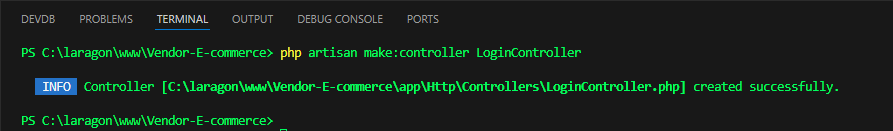 DEVDB PROBLEMS TERMINAL OUTPUT DEBUG CONSOLE PORTS
PS C:\laragon\www\Vendor-E-commerce> php artisan make:controller LoginController
INFO Controller [C:\laragon\www\Vendor-E-commerce\app\Http\Controllers\LoginController.php] created successfully.
PS C:\laragon\www\Vendor-E-commerce>